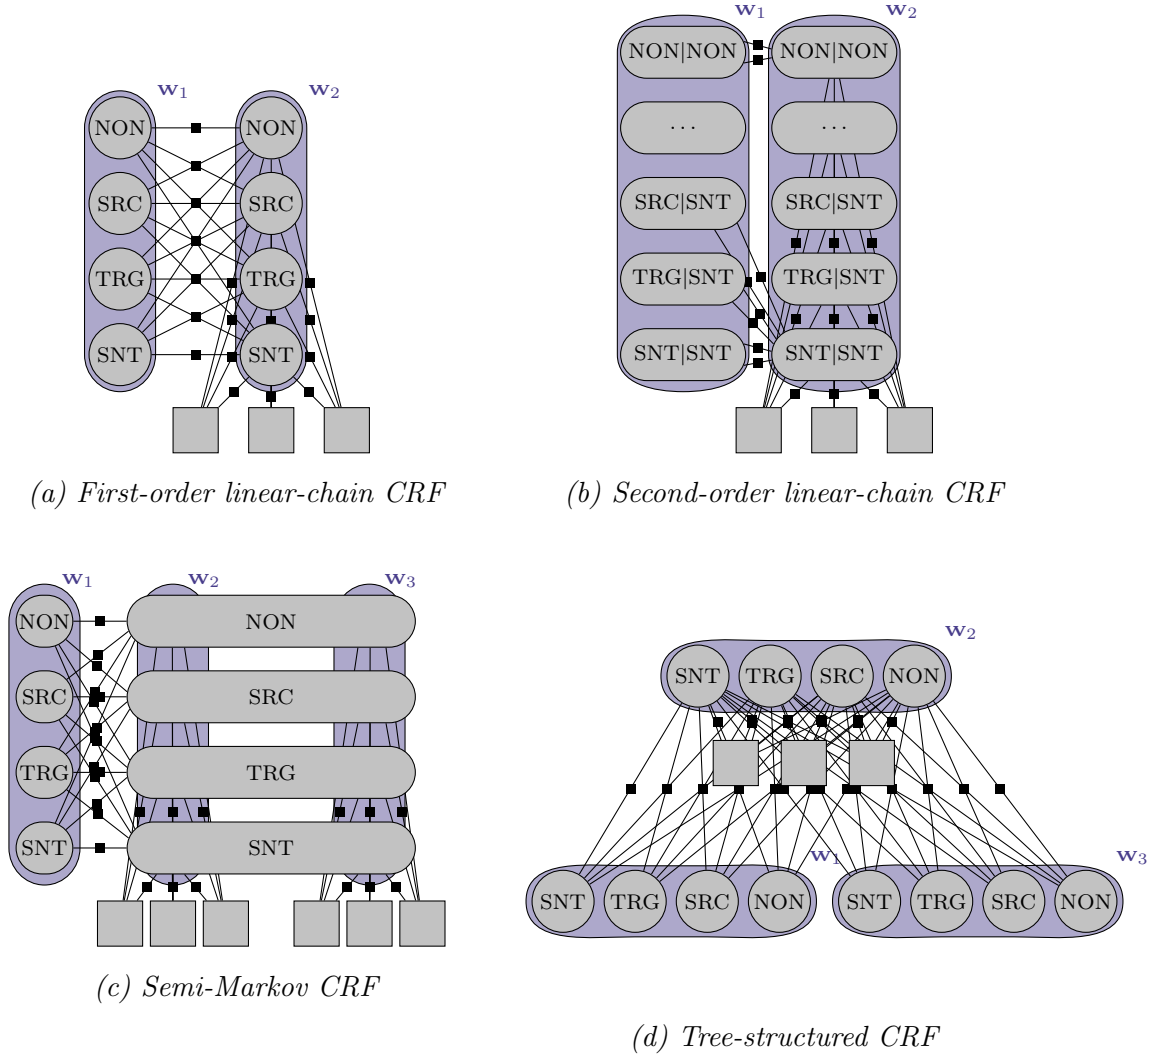 w1
w2
NON
NON
SRC
SRC
TRG
TRG
SNT
SNT
(a) First-order linear-chain CRF
w1
w2
NON|NON
NON|NON
...
...
SRC|SNT
SRC|SNT
TRG|SNT
TRG|SNT
SNT|SNT
SNT|SNT
(b) Second-order linear-chain CRF
w1
w2
w3
NON
NON
SRC
SRC
TRG
TRG
SNT
SNT
(c) Semi-Markov CRF
w2
SNT TRG SRC NON
w1
w3
SNT TRG SRC NON
SNT TRG SRC NON
(d) Tree-structured CRF